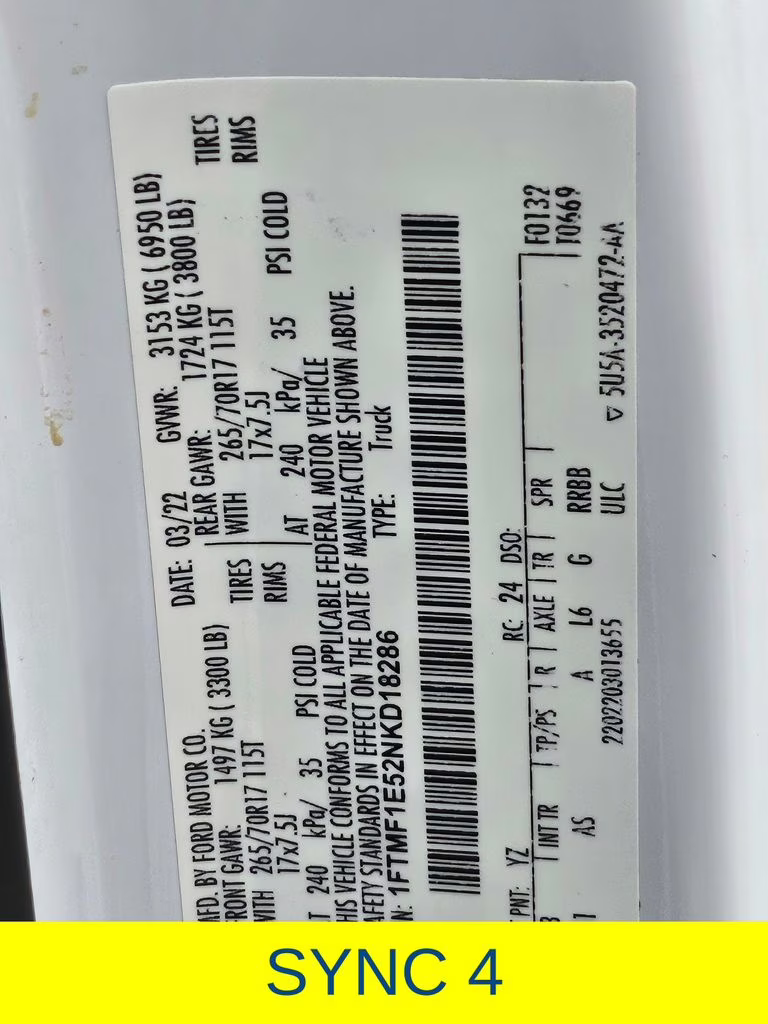 MFD. BY FORD MOTOR CO. DATE: 03/22 GVWR: 3153 KG ( 6950 LB)
FRONT GAWR: 1497 KG ( 3300 LB) REAR GAWR: 1724 KG ( 3800 LB)
WITH 265/70R17 115T TIRES WITH 265/70R17 115T TIRES
17x7.5J RIMS 17x7.5J RIMS
T 240 kPa/ 35 PSI COLD AT 240 kPa/ 35 PSI COLD
HIS VEHICLE CONFORMS TO ALL APPLICABLE FEDERAL MOTOR VEHICLE
AFETY STANDARDS IN EFFECT ON THE DATE OF MANUFACTURE SHOWN ABOVE.
N: 1FTMF1E52NKD18286 TYPE: Truck
PNT: YZ RC: 24 DSO: F0132
B INT TR TP/PS R AXLE TR SPR T0669
1 AS A L6 G RRBB
2202203013655 ULC ▽ 5U5A-3520472-AA
SYNC 4